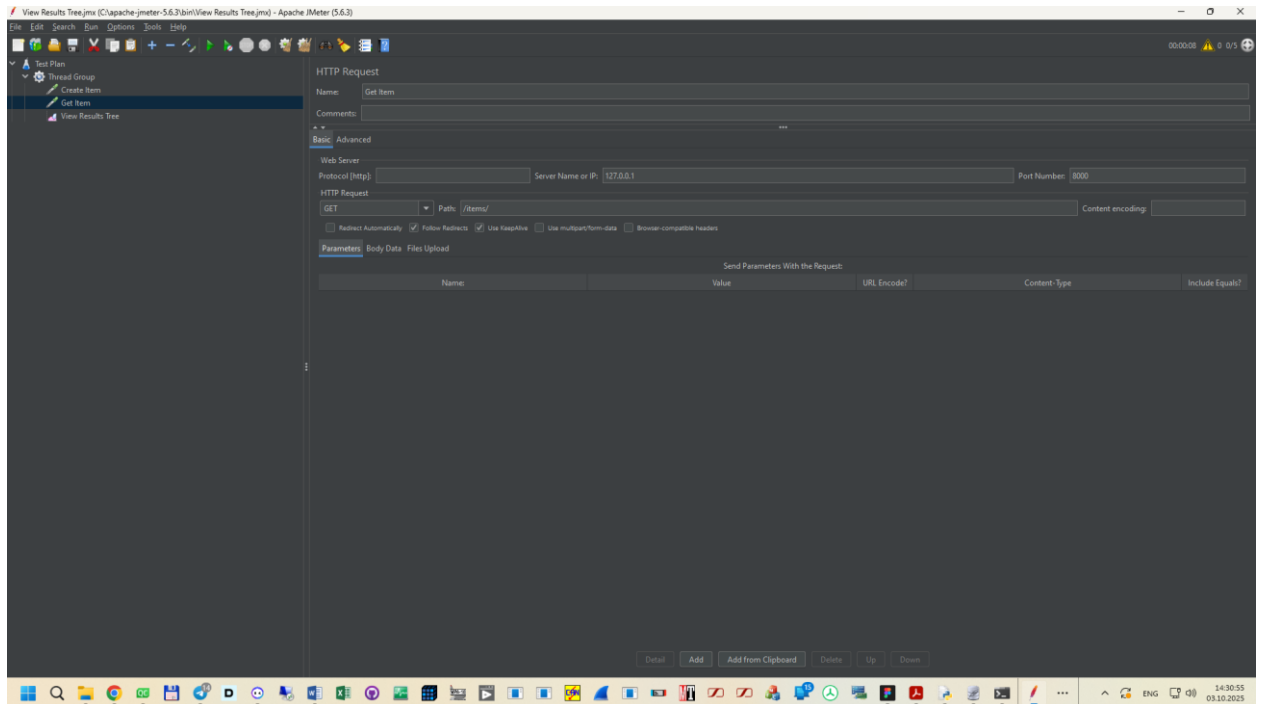 View Results Tree.jmx (C:\apache-jmeter-5.6.3\bin\View Results Tree.jmx) - Apache JMeter (5.6.3)
File Edit Search Run Options Tools Help
00:00:08 0 0/5
Test Plan
Thread Group
Create Item
Get Item
View Results Tree
HTTP Request
Name: Get Item
Comments:
Basic Advanced
Web Server
Protocol [http]: Server Name or IP: 127.0.0.1 Port Number: 8000
HTTP Request
GET Path: /items/ Content encoding:
Redirect Automatically Follow Redirects Use KeepAlive Use multipart/form-data Browser-compatible headers
Parameters Body Data Files Upload
Send Parameters With the Request:
Name: Value URL Encode? Content-Type Include Equals?
Detail Add Add from Clipboard Delete Up Down
ENG 14:30:55
03.10.2025